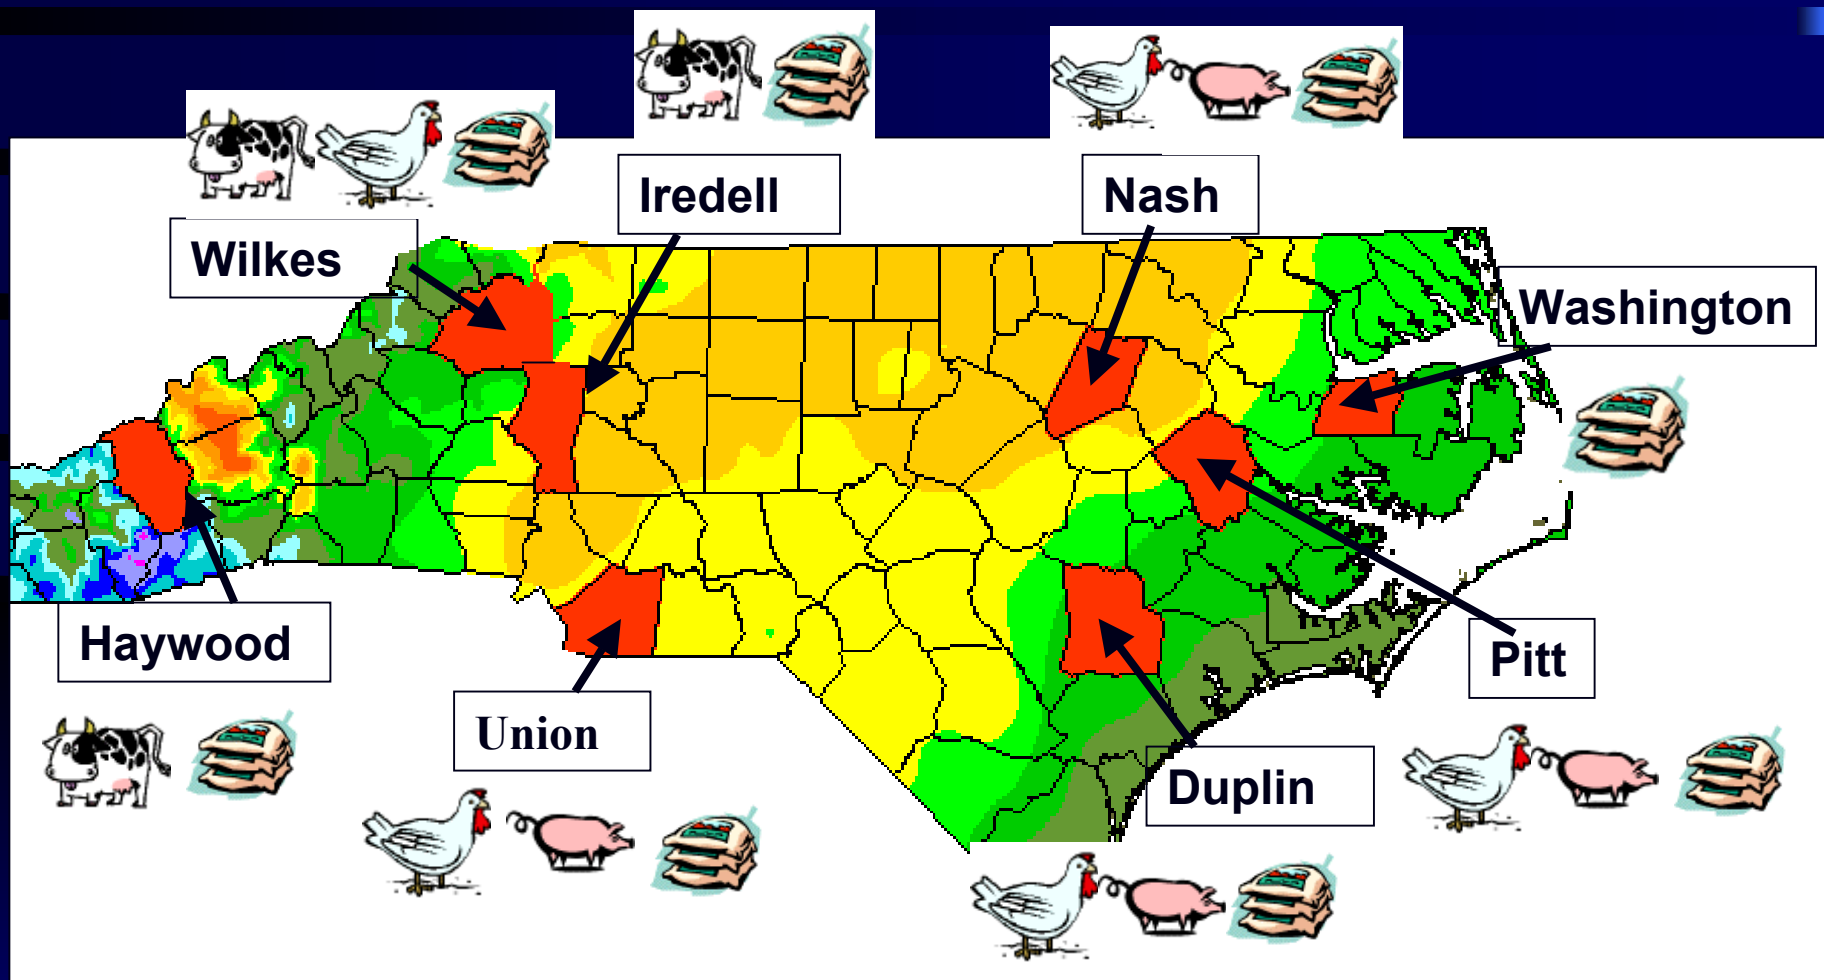 Iredell
Nash
Wilkes
Washington
Haywood
Pitt
Union
Duplin